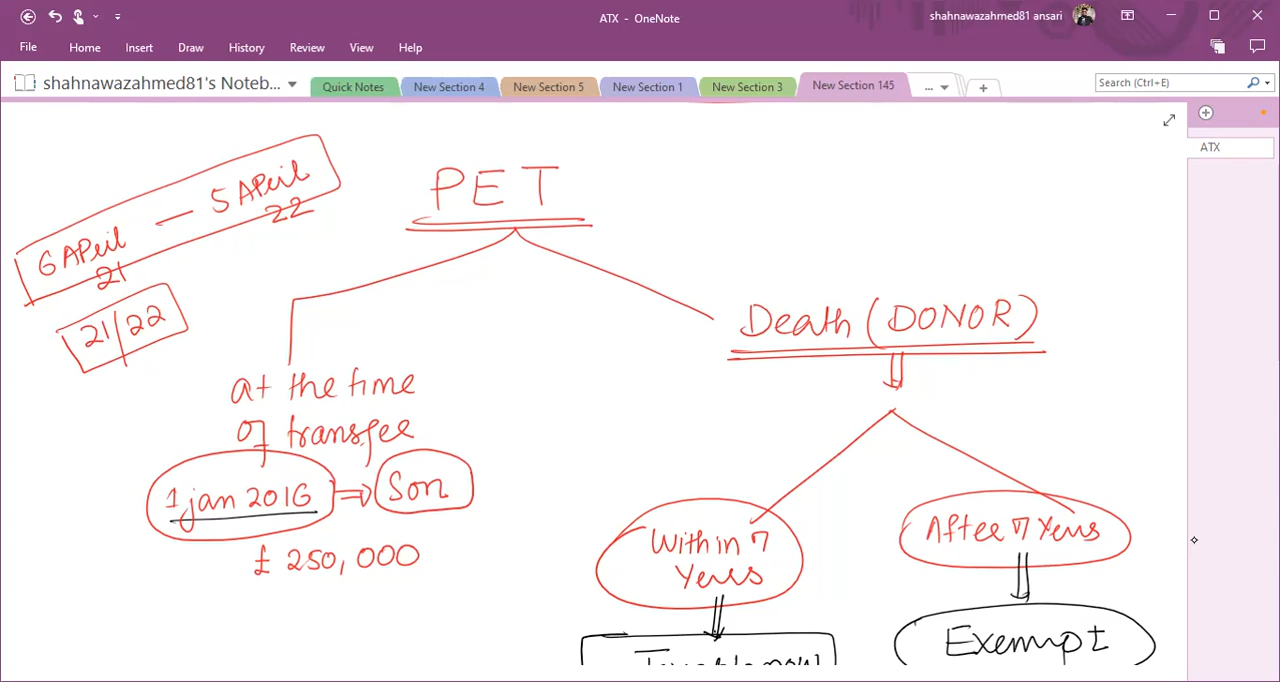 ATX - OneNote
shahnawazahmed81 ansari
File Home Insert Draw History Review View Help
shahnawazahmed81's Noteb...
Quick Notes
New Section 4
New Section 5
New Section 1
New Section 3
New Section 145
...
Search (Ctrl+E)
ATX
6 APril 21 — 5 APril 22
21/22
PET
at the time
of transfee
1 jan 2016 ⇒ Son
£ 250,000
Death (DONOR)
Within 7
Yeres
After 7 Yeres
Exempt